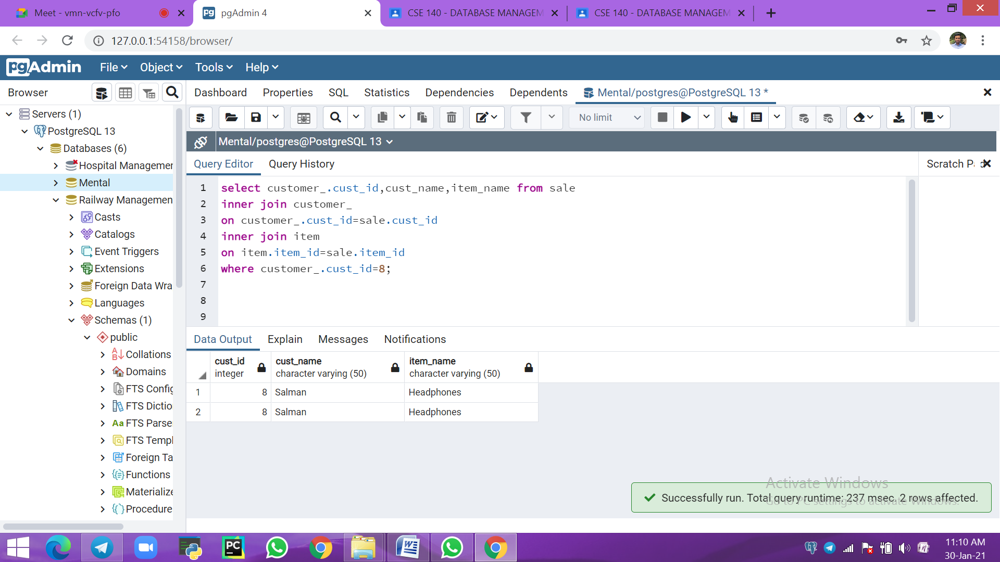 Meet - vmn-vcfv-pfo
pgAdmin 4
CSE 140 - DATABASE MANAGEM
CSE 140 - DATABASE MANAGEM
127.0.0.1:54158/browser/
pgAdmin File Object Tools Help
Browser
Dashboard Properties SQL Statistics Dependencies Dependents Mental/postgres@PostgreSQL 13 *
No limit
Mental/postgres@PostgreSQL 13
Query Editor Query History
Scratch Pad
Servers (1)
PostgreSQL 13
Databases (6)
Hospital Managemer
Mental
Railway Managemen
Casts
Catalogs
Event Triggers
Extensions
Foreign Data Wra
Languages
Schemas (1)
public
Collations
Domains
FTS Config
FTS Dictio
Aa FTS Parse
FTS Templ
Foreign Ta
Functions
Materialize
Procedure
1 select customer_.cust_id,cust_name,item_name from sale
2 inner join customer_
3 on customer_.cust_id=sale.cust_id
4 inner join item
5 on item.item_id=sale.item_id
6 where customer_.cust_id=8;
7
8
9
Data Output Explain Messages Notifications
cust_id integer
cust_name character varying (50)
item_name character varying (50)
1 8 Salman Headphones
2 8 Salman Headphones
Activate Windows
Go to PC settings to activate Windows.
Successfully run. Total query runtime: 237 msec. 2 rows affected.
11:10 AM
30-Jan-21